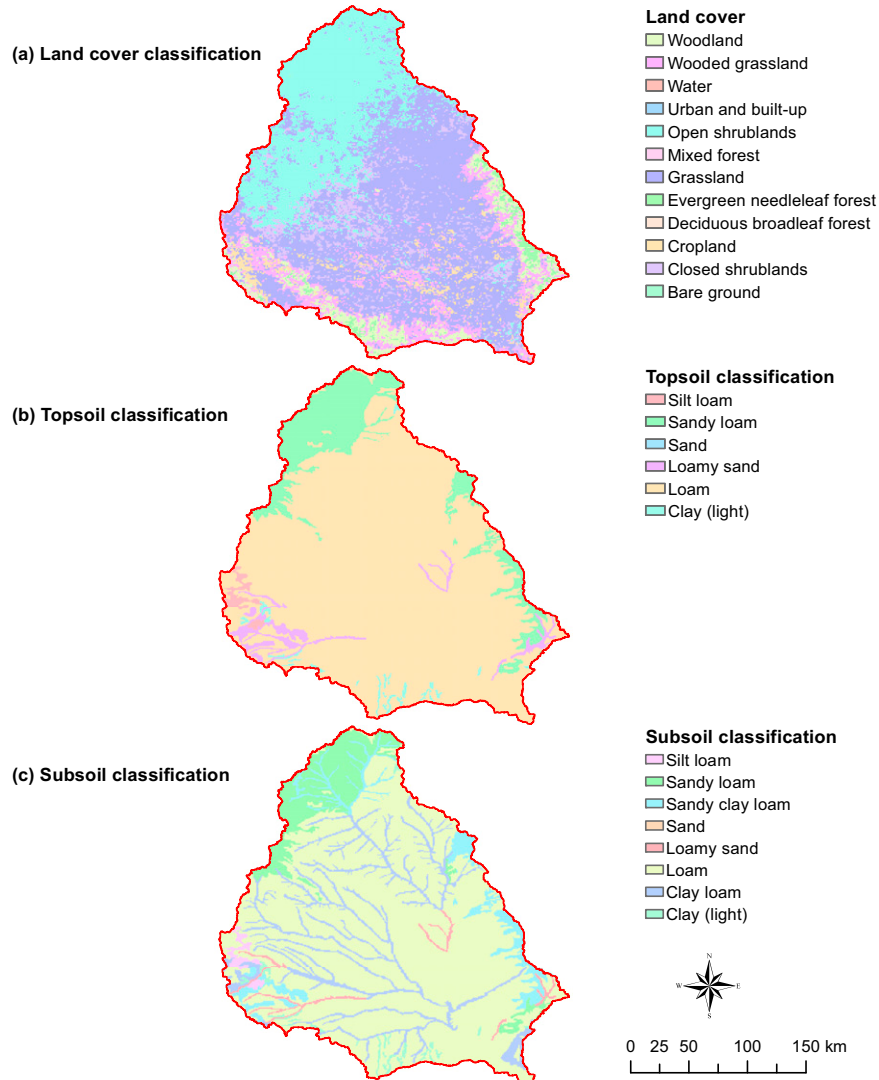 (a) Land cover classification
Land cover
Woodland
Wooded grassland
Water
Urban and built-up
Open shrublands
Mixed forest
Grassland
Evergreen needleleaf forest
Deciduous broadleaf forest
Cropland
Closed shrublands
Bare ground
(b) Topsoil classification
Topsoil classification
Silt loam
Sandy loam
Sand
Loamy sand
Loam
Clay (light)
(c) Subsoil classification
Subsoil classification
Silt loam
Sandy loam
Sandy clay loam
Sand
Loamy sand
Loam
Clay loam
Clay (light)
N
W E
S
0 25 50 100 150 km